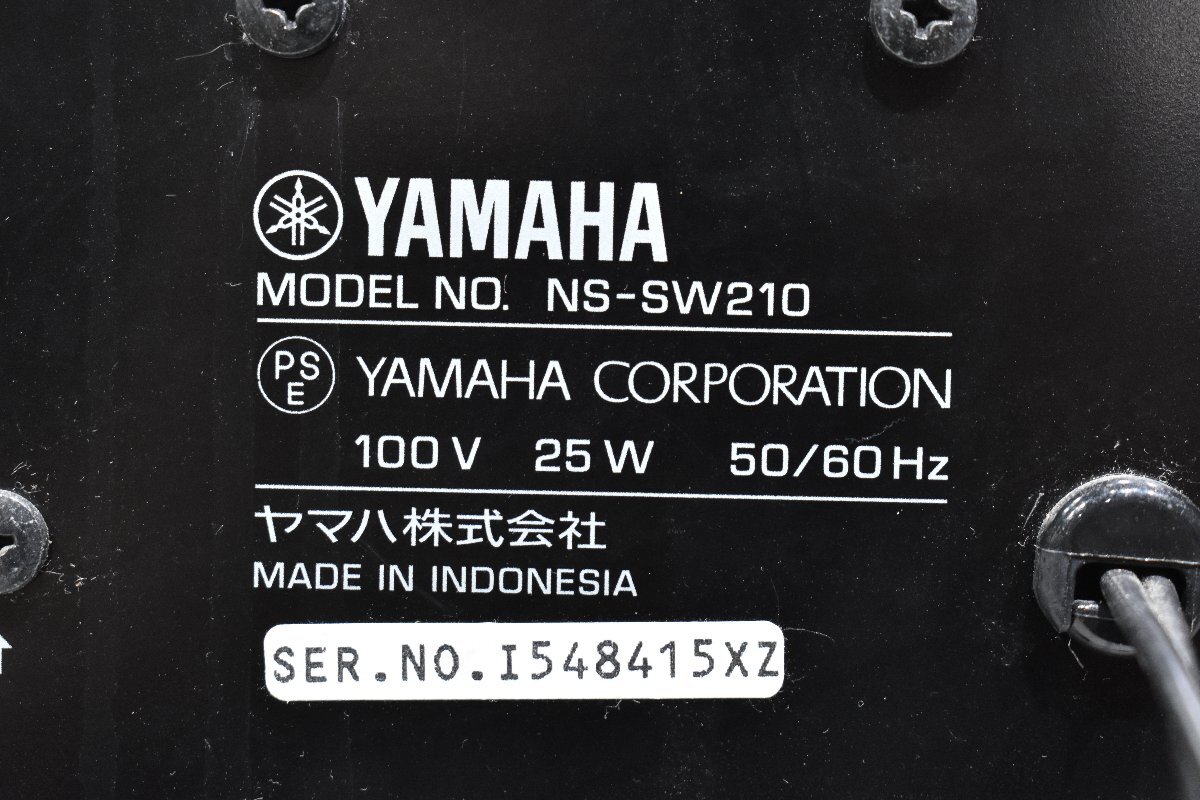 YAMAHA
MODEL NO. NS-SW210
PSE YAMAHA CORPORATION
100 V 25 W 50/60 Hz
ヤマハ株式会社
MADE IN INDONESIA
SER.NO.I548415XZ